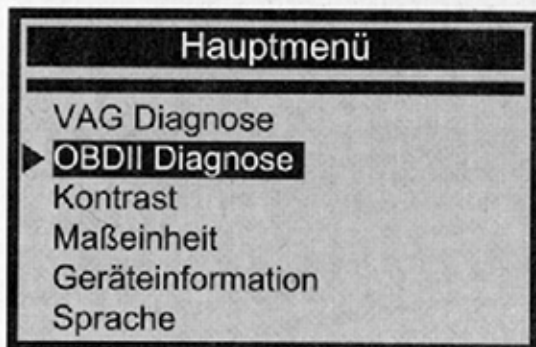 Hauptmenü
VAG Diagnose
OBDII Diagnose
Kontrast
Maßeinheit
Geräteinformation
Sprache